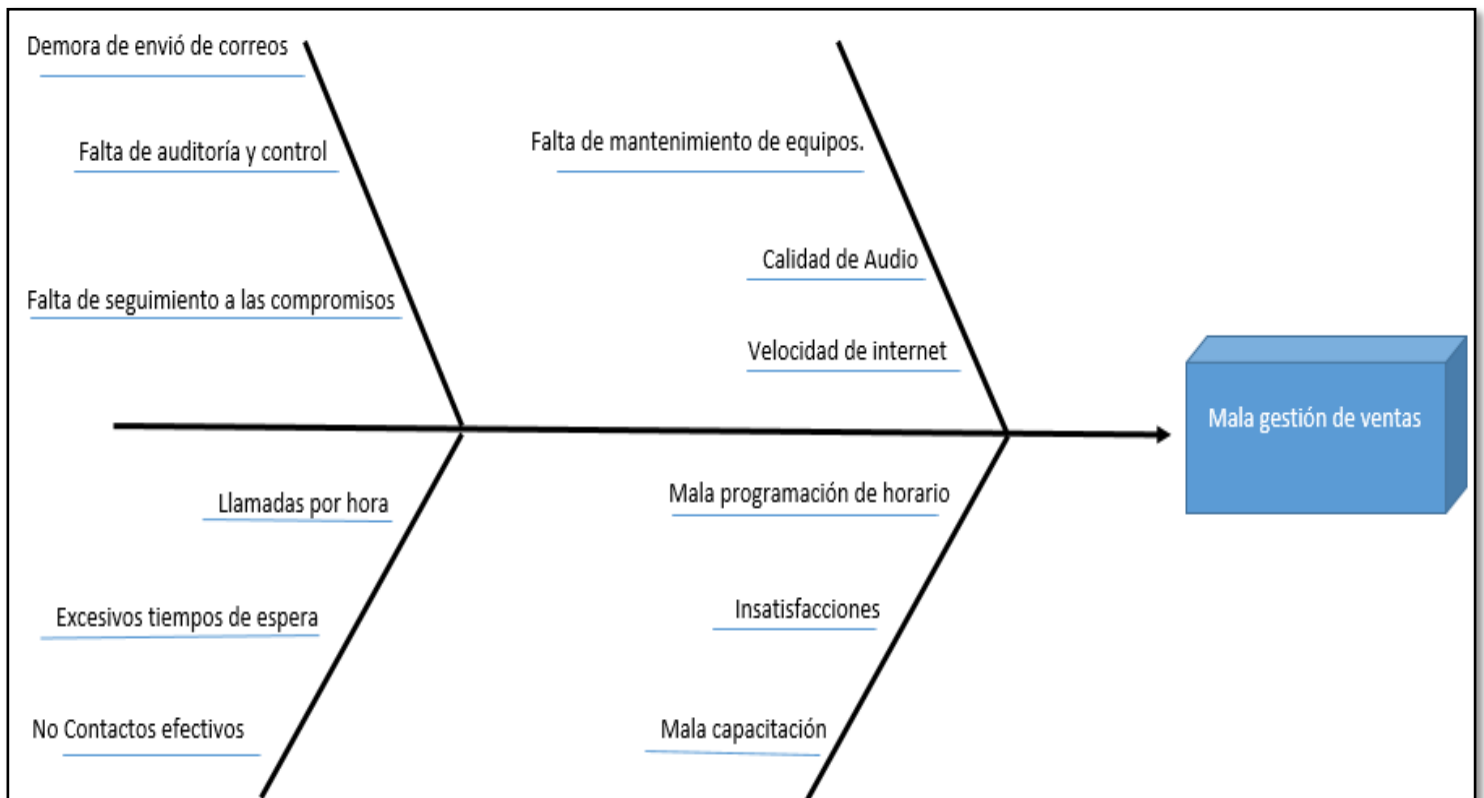 Demora de envió de correos
Falta de auditoría y control
Falta de seguimiento a las compromisos
Falta de mantenimiento de equipos.
Calidad de Audio
Velocidad de internet
Mala gestión de ventas
Llamadas por hora
Excesivos tiempos de espera
No Contactos efectivos
Mala programación de horario
Insatisfacciones
Mala capacitación